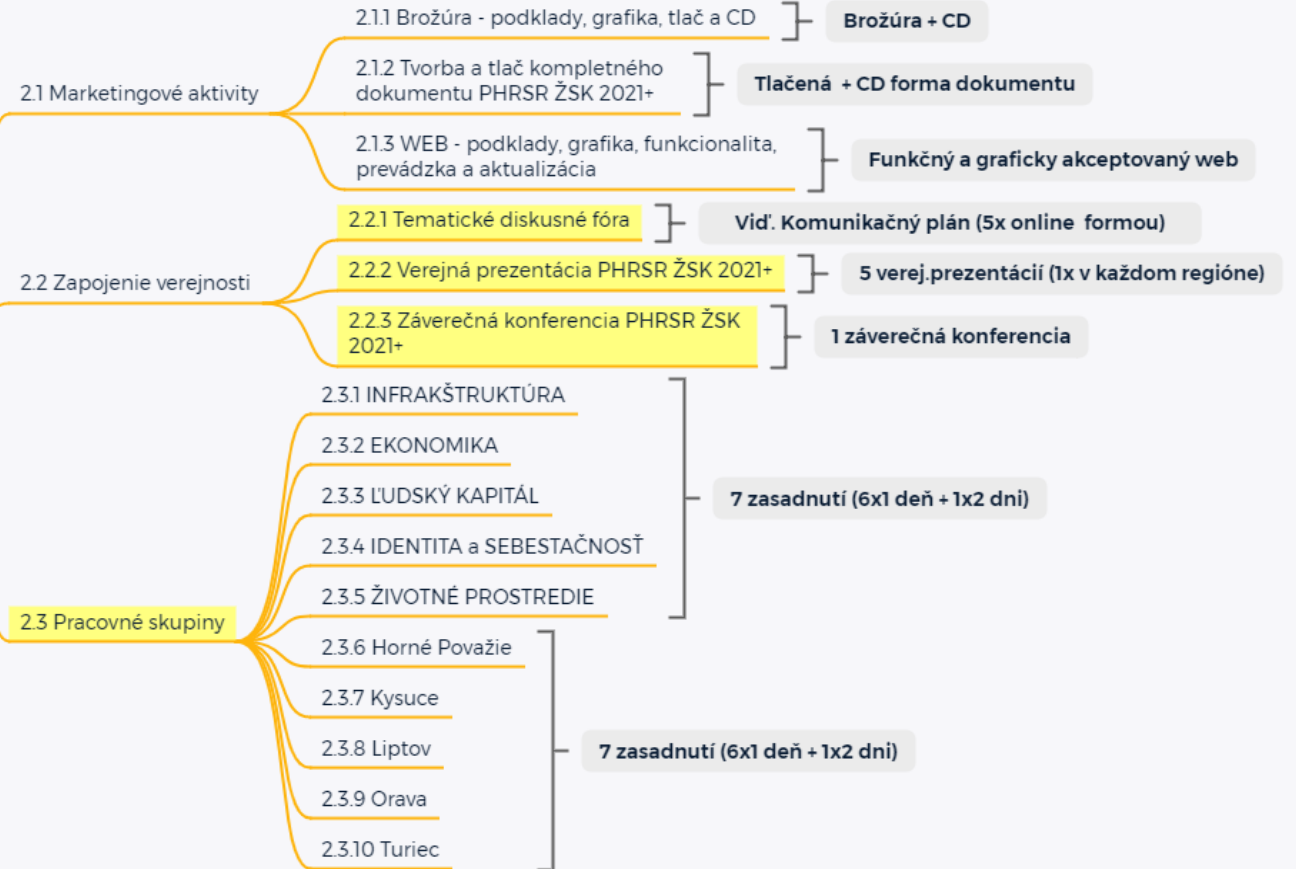 2.1 Marketingové aktivity
2.1.1 Brožúra - podklady, grafika, tlač a CD
Brožúra + CD
2.1.2 Tvorba a tlač kompletného
dokumentu PHRSR ŽSK 2021+
Tlačená + CD forma dokumentu
2.1.3 WEB - podklady, grafika, funkcionalita,
prevádzka a aktualizácia
Funkčný a graficky akceptovaný web
2.2 Zapojenie verejnosti
2.2.1 Tematické diskusné fóra
Viď. Komunikačný plán (5x online formou)
2.2.2 Verejná prezentácia PHRSR ŽSK 2021+
5 verej.prezentácií (1x v každom regióne)
2.2.3 Záverečná konferencia PHRSR ŽSK
2021+
1 záverečná konferencia
2.3 Pracovné skupiny
2.3.1 INFRAKŠTRUKTÚRA
2.3.2 EKONOMIKA
2.3.3 ĽUDSKÝ KAPITÁL
2.3.4 IDENTITA a SEBESTAČNOSŤ
2.3.5 ŽIVOTNÉ PROSTREDIE
7 zasadnutí (6x1 deň + 1x2 dni)
2.3.6 Horné Považie
2.3.7 Kysuce
2.3.8 Liptov
2.3.9 Orava
2.3.10 Turiec
7 zasadnutí (6x1 deň + 1x2 dni)